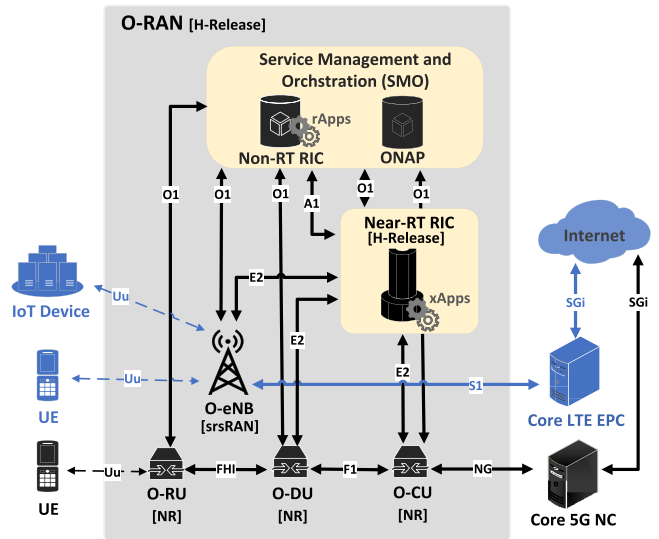 O-RAN [H-Release]
Service Management and
Orchstration (SMO)
rApps
Non-RT RIC
ONAP
O1
O1
O1
A1
O1
O1
Near-RT RIC
[H-Release]
xApps
Internet
SGi
SGi
IoT Device
Uu
E2
E2
E2
Uu
UE
O-eNB
[srsRAN]
S1
Core LTE EPC
Uu
UE
FHI
F1
NG
O-RU
[NR]
O-DU
[NR]
O-CU
[NR]
Core 5G NC